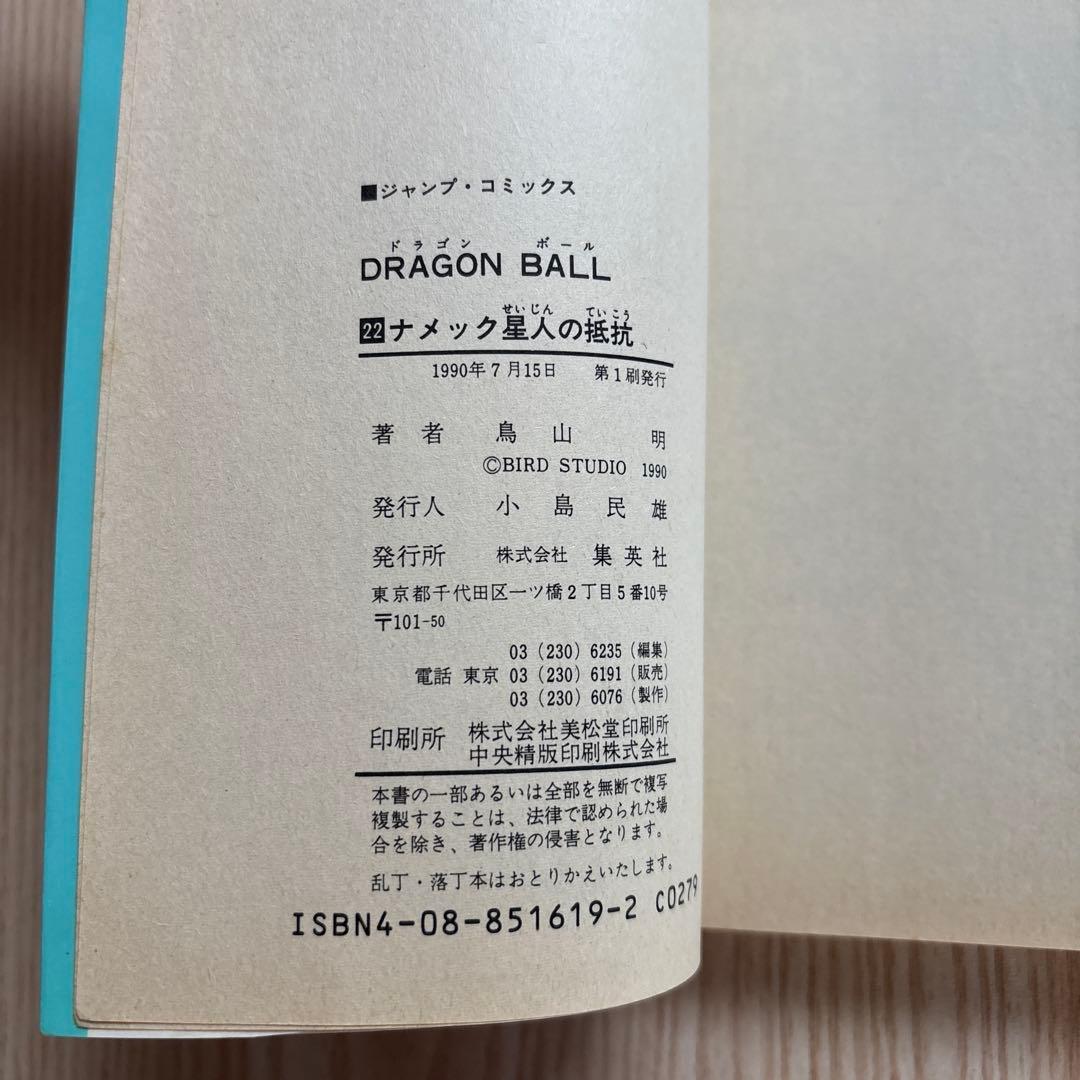 ■ジャンプ・コミックス
ドラゴン ボール
DRAGON BALL
せいじん ていこう
22ナメック星人の抵抗
1990年7月15日 第1刷発行
著者 鳥山 明
©BIRD STUDIO 1990
発行人 小島民雄
発行所 株式会社 集英社
東京都千代田区一ツ橋2丁目5番10号
〒101-50
03(230)6235(編集)
電話 東京 03(230)6191(販売)
03(230)6076(製作)
印刷所 株式会社美松堂印刷所
中央精版印刷株式会社
本書の一部あるいは全部を無断で複写
複製することは、法律で認められた場
合を除き、著作権の侵害となります。
乱丁・落丁本はおとりかえいたします。
ISBN4-08-851619-2 C0279